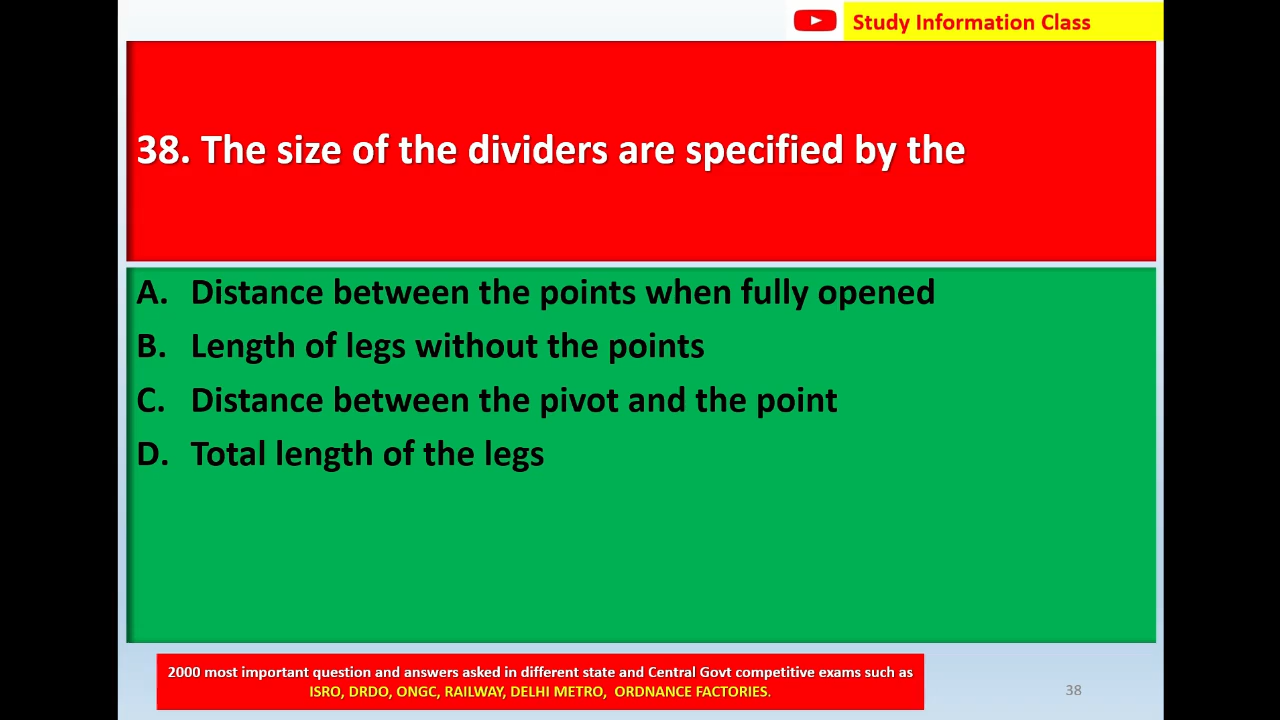 Study Information Class
38. The size of the dividers are specified by the
A. Distance between the points when fully opened
B. Length of legs without the points
C. Distance between the pivot and the point
D. Total length of the legs
2000 most important question and answers asked in different state and Central Govt competitive exams such as
ISRO, DRDO, ONGC, RAILWAY, DELHI METRO, ORDNANCE FACTORIES.
38